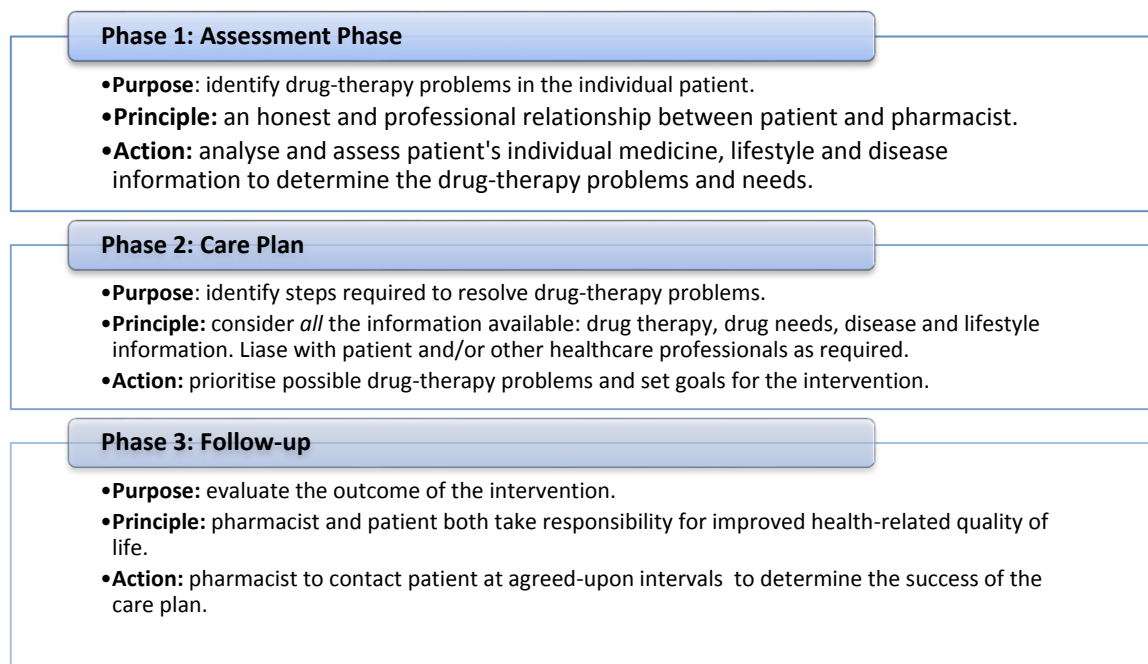 Phase 1: Assessment Phase
•Purpose: identify drug-therapy problems in the individual patient.
•Principle: an honest and professional relationship between patient and pharmacist.
•Action: analyse and assess patient's individual medicine, lifestyle and disease
information to determine the drug-therapy problems and needs.
Phase 2: Care Plan
•Purpose: identify steps required to resolve drug-therapy problems.
•Principle: consider all the information available: drug therapy, drug needs, disease and lifestyle
information. Liase with patient and/or other healthcare professionals as required.
•Action: prioritise possible drug-therapy problems and set goals for the intervention.
Phase 3: Follow-up
•Purpose: evaluate the outcome of the intervention.
•Principle: pharmacist and patient both take responsibility for improved health-related quality of
life.
•Action: pharmacist to contact patient at agreed-upon intervals to determine the success of the
care plan.